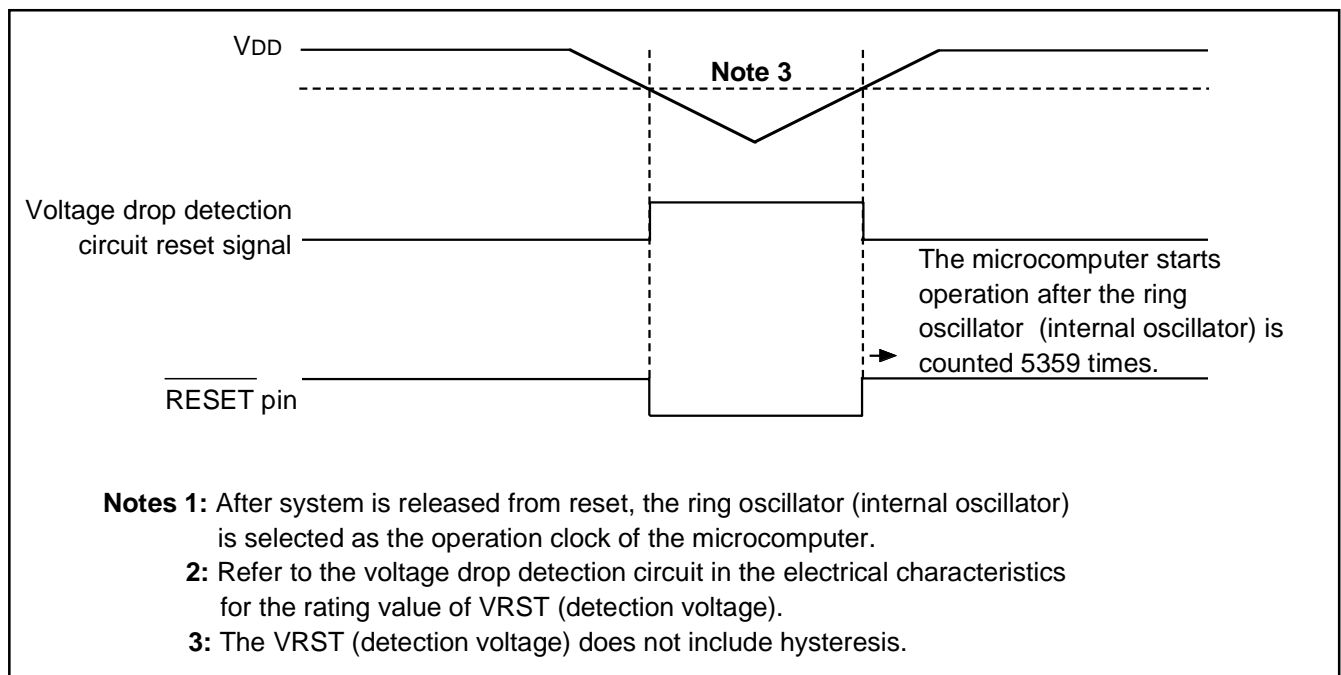 VDD
Note 3
Voltage drop detection
circuit reset signal
The microcomputer starts
operation after the ring
oscillator (internal oscillator) is
counted 5359 times.
RESET pin
Notes 1: After system is released from reset, the ring oscillator (internal oscillator)
is selected as the operation clock of the microcomputer.
2: Refer to the voltage drop detection circuit in the electrical characteristics
for the rating value of VRST (detection voltage).
3: The VRST (detection voltage) does not include hysteresis.